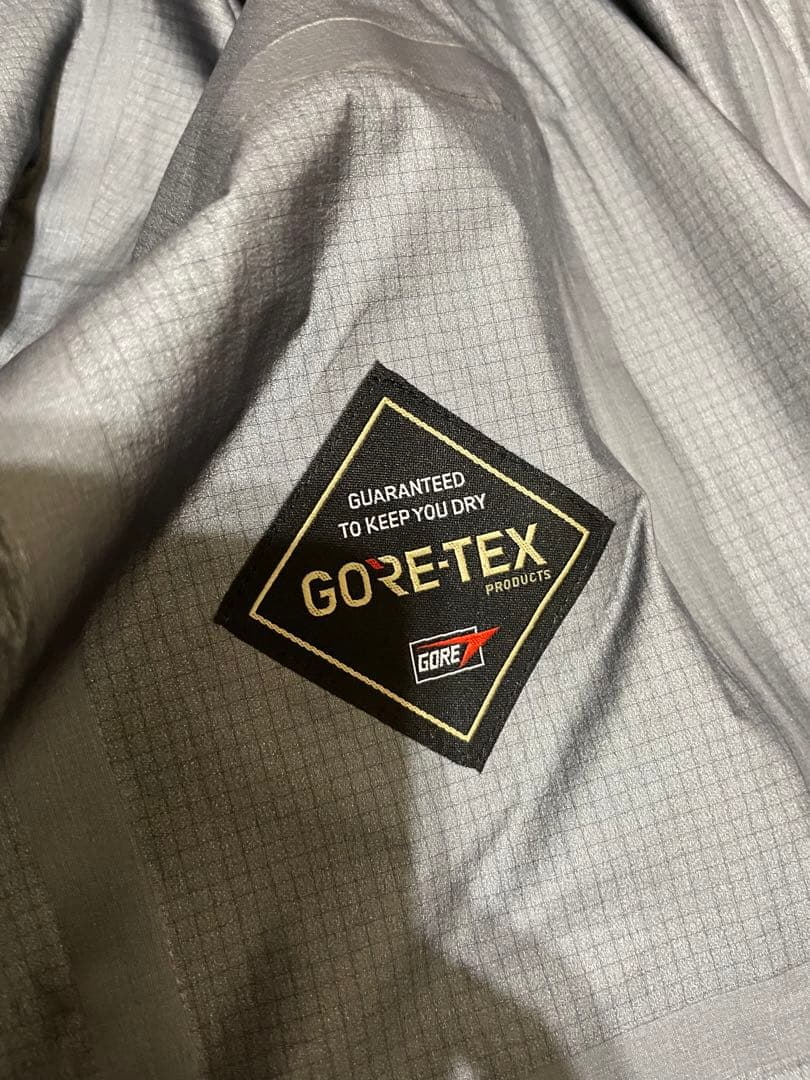 GUARANTEED
TO KEEP YOU DRY
GORE-TEX
PRODUCTS
GORE